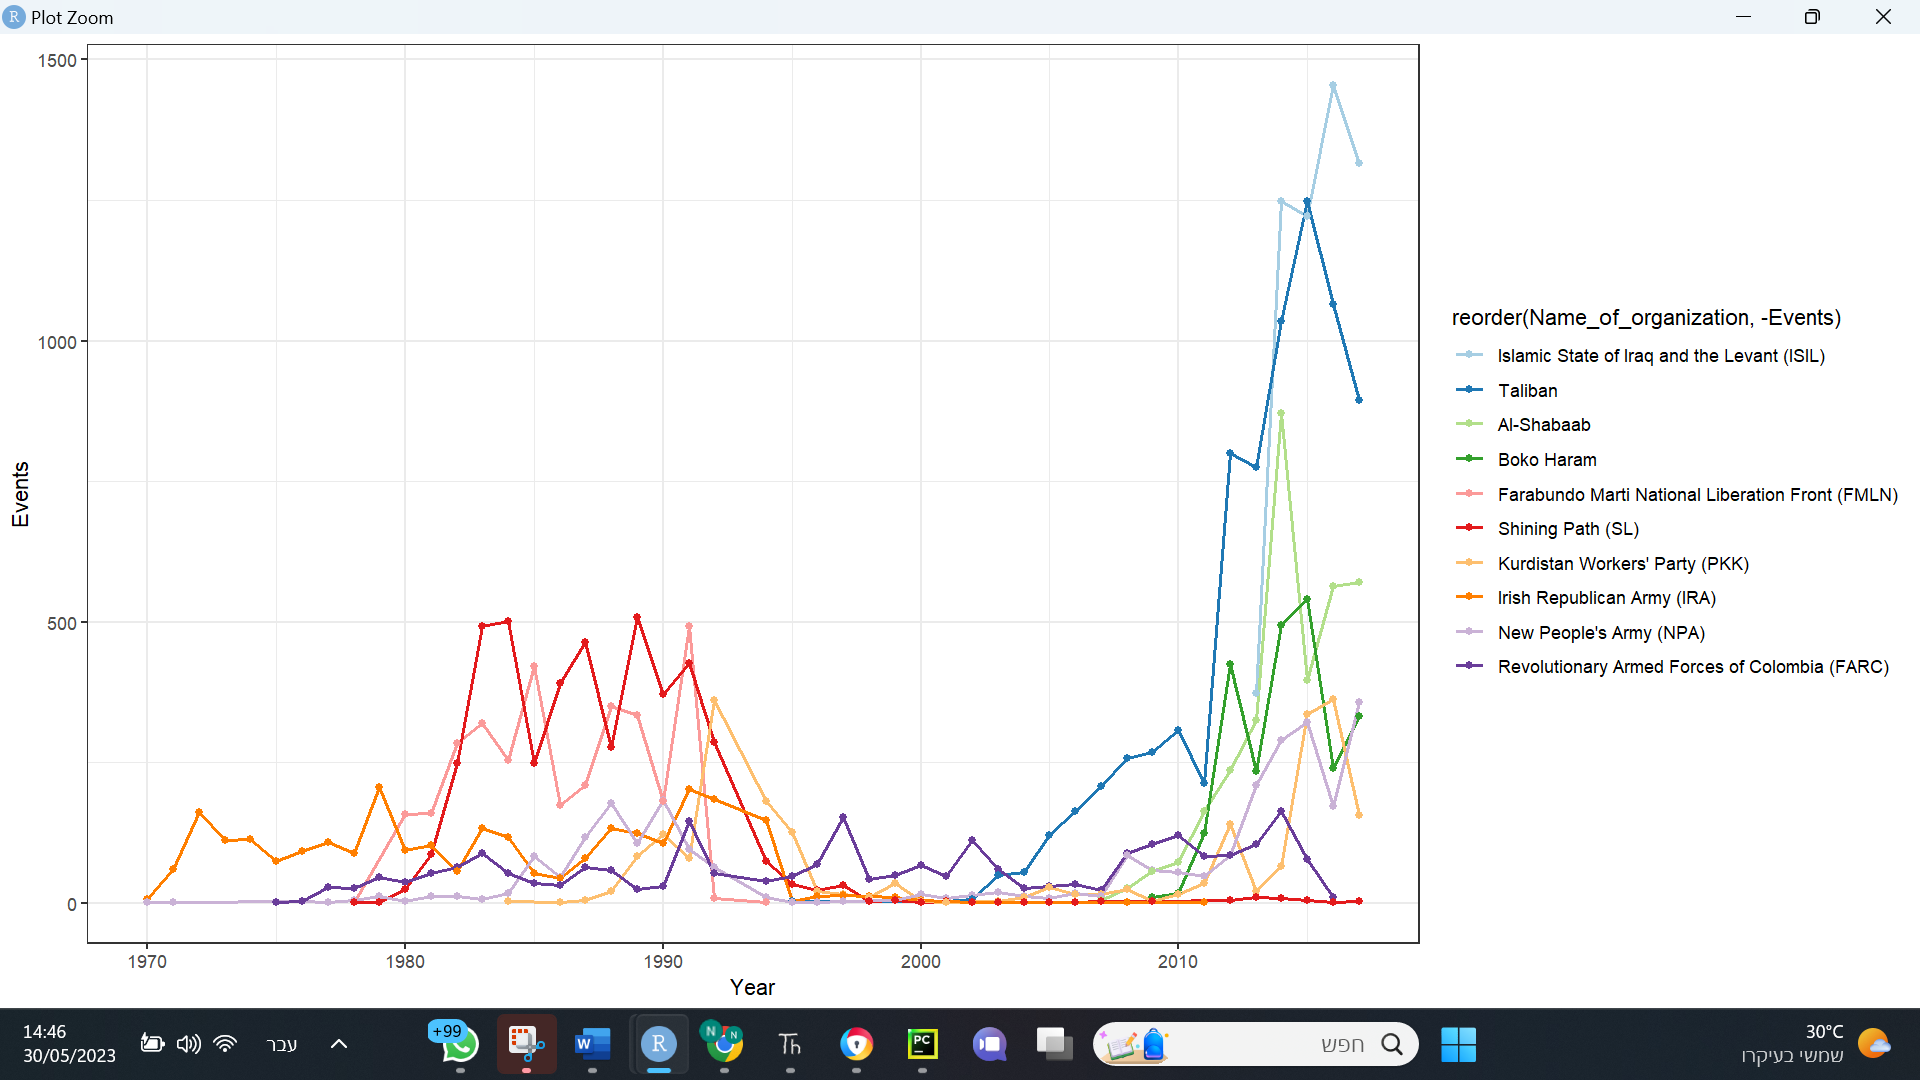 R Plot Zoom
1500
1000
500
0
Events
1970 1980 1990 2000 2010
Year
reorder(Name_of_organization, -Events)
Islamic State of Iraq and the Levant (ISIL)
Taliban
Al-Shabaab
Boko Haram
Farabundo Marti National Liberation Front (FMLN)
Shining Path (SL)
Kurdistan Workers' Party (PKK)
Irish Republican Army (IRA)
New People's Army (NPA)
Revolutionary Armed Forces of Colombia (FARC)
14:46
30/05/2023
עבר
+99
W
R
N N
Th
PC
חפש
30°C
שמשי בעיקרו